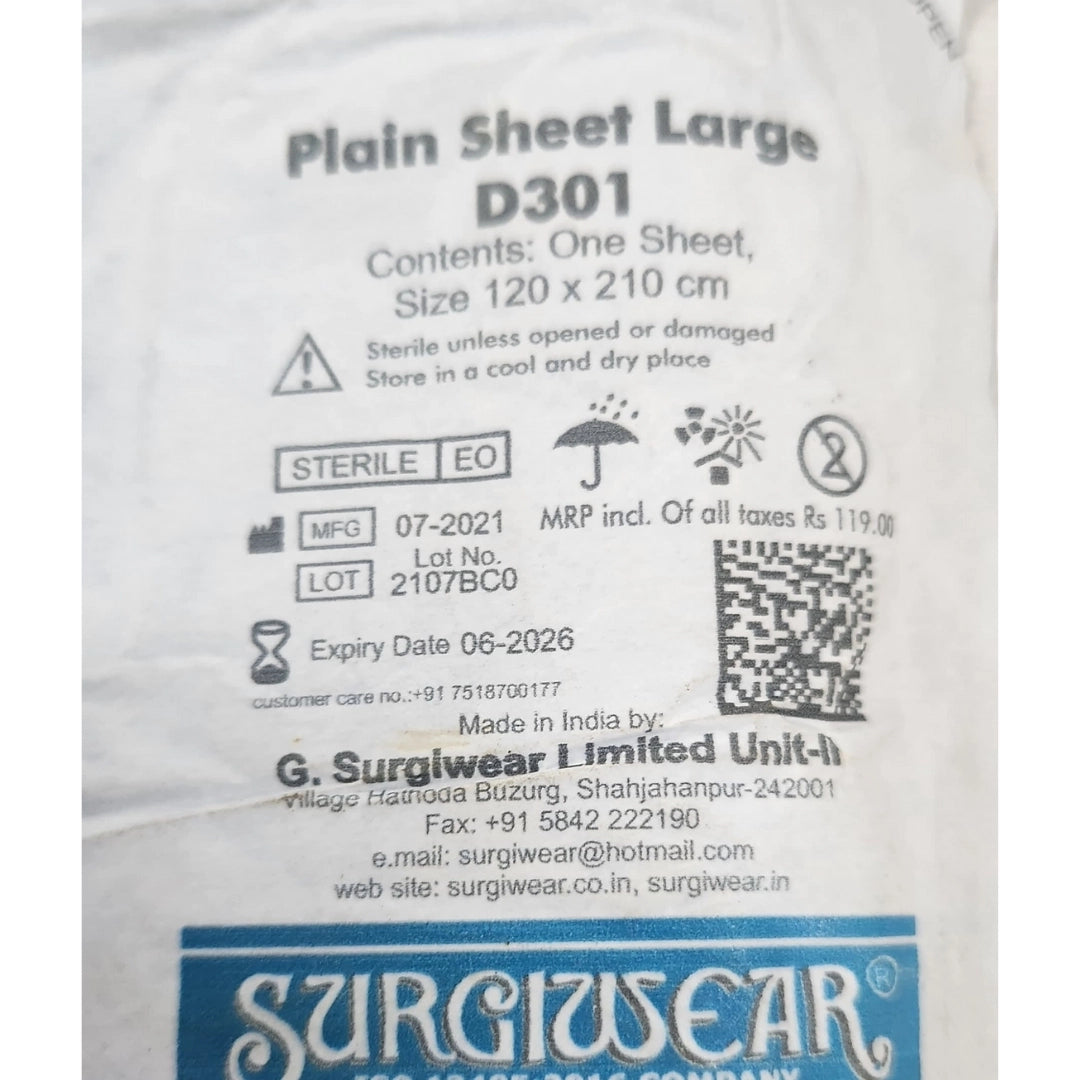 OPEN
Plain Sheet Large
D301
Contents: One Sheet,
Size 120 x 210 cm
Sterile unless opened or damaged
Store in a cool and dry place
STERILE EO
MRP incl. Of all taxes Rs 119.00
MFG 07-2021
Lot No.
LOT 2107BC0
Expiry Date 06-2026
customer care no.:+91 7518700177
Made in India by:
G. Surgiwear Limited Unit-II
Village Hathoda Buzurg, Shahjahanpur-242001
Fax: +91 5842 222190
e.mail: surgiwear@hotmail.com
web site: surgiwear.co.in, surgiwear.in
SURGIWEAR®